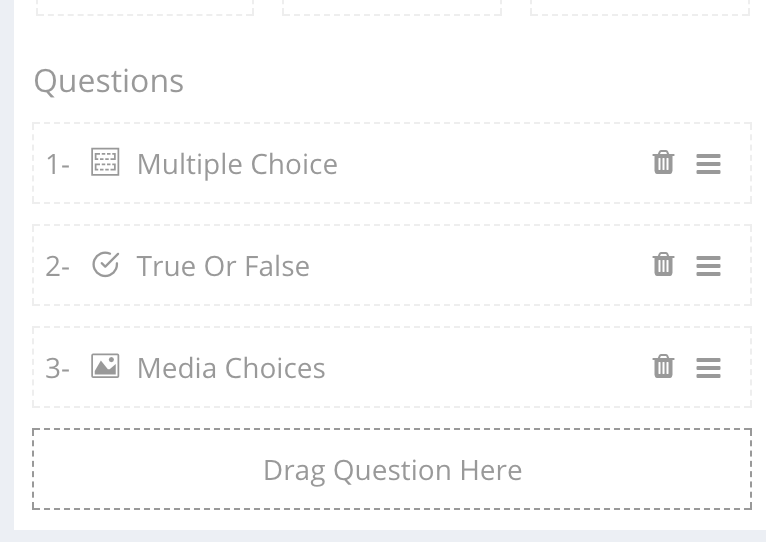 Questions
1- Multiple Choice
2- True Or False
3- Media Choices
Drag Question Here